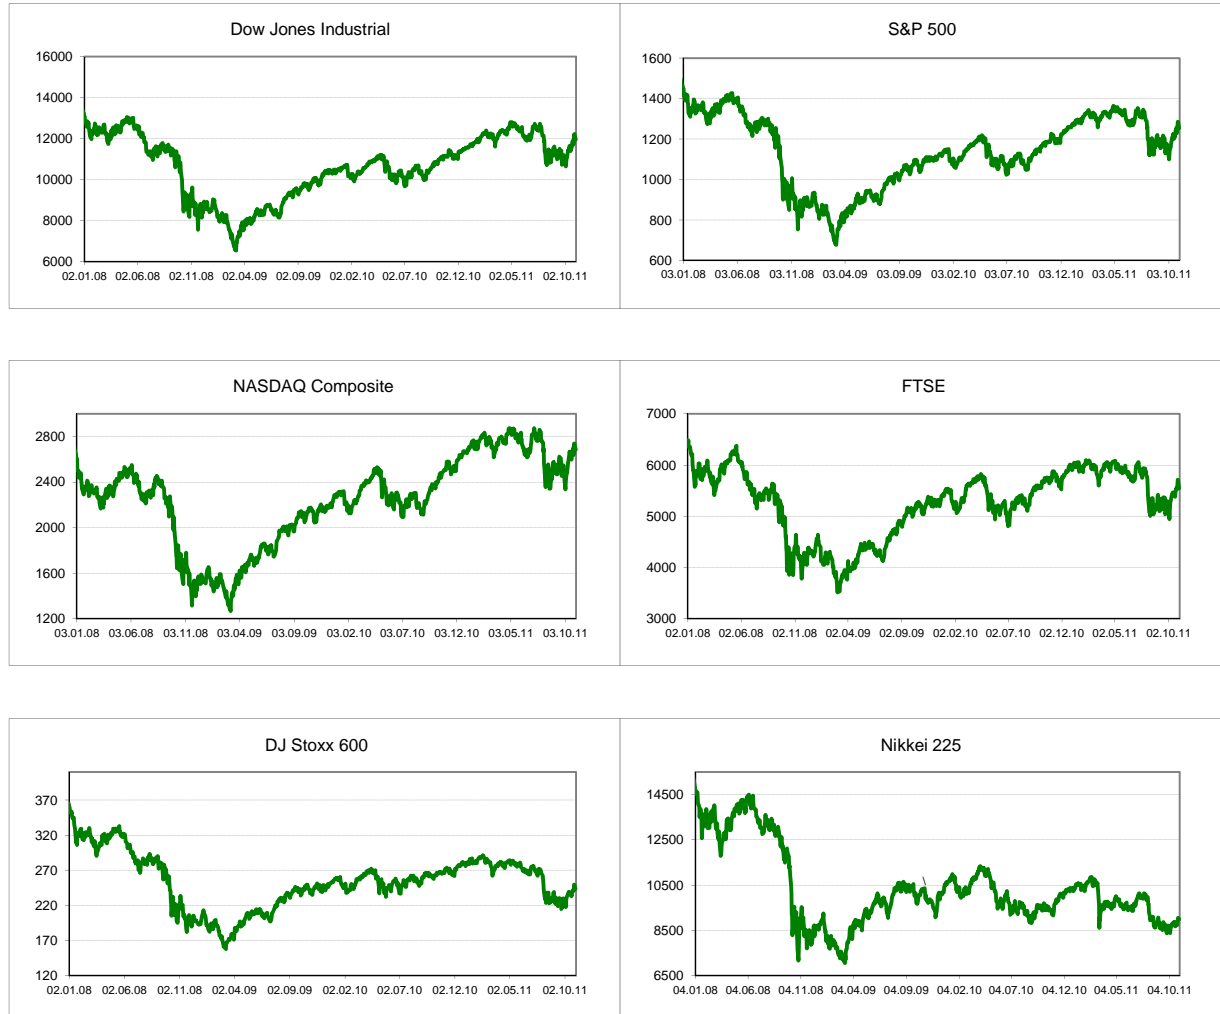 Dow Jones Industrial
16000
14000
12000
10000
8000
6000
02.01.08 02.06.08 02.11.08 02.04.09 02.09.09 02.02.10 02.07.10 02.12.10 02.05.11 02.10.11
S&P 500
1600
1400
1200
1000
800
600
03.01.08 03.06.08 03.11.08 03.04.09 03.09.09 03.02.10 03.07.10 03.12.10 03.05.11 03.10.11
NASDAQ Composite
2800
2400
2000
1600
1200
03.01.08 03.06.08 03.11.08 03.04.09 03.09.09 03.02.10 03.07.10 03.12.10 03.05.11 03.10.11
FTSE
7000
6000
5000
4000
3000
02.01.08 02.06.08 02.11.08 02.04.09 02.09.09 02.02.10 02.07.10 02.12.10 02.05.11 02.10.11
DJ Stoxx 600
370
320
270
220
170
120
02.01.08 02.06.08 02.11.08 02.04.09 02.09.09 02.02.10 02.07.10 02.12.10 02.05.11 02.10.11
Nikkei 225
14500
12500
10500
8500
6500
04.01.08 04.06.08 04.11.08 04.04.09 04.09.09 04.02.10 04.07.10 04.12.10 04.05.11 04.10.11